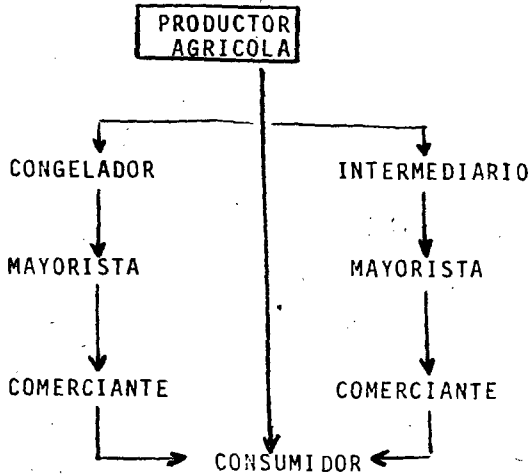 PRODUCTOR
AGRICOLA
CONGELADOR
INTERMEDIARIO
MAYORISTA
MAYORISTA
COMERCIANTE
COMERCIANTE
CONSUMIDOR